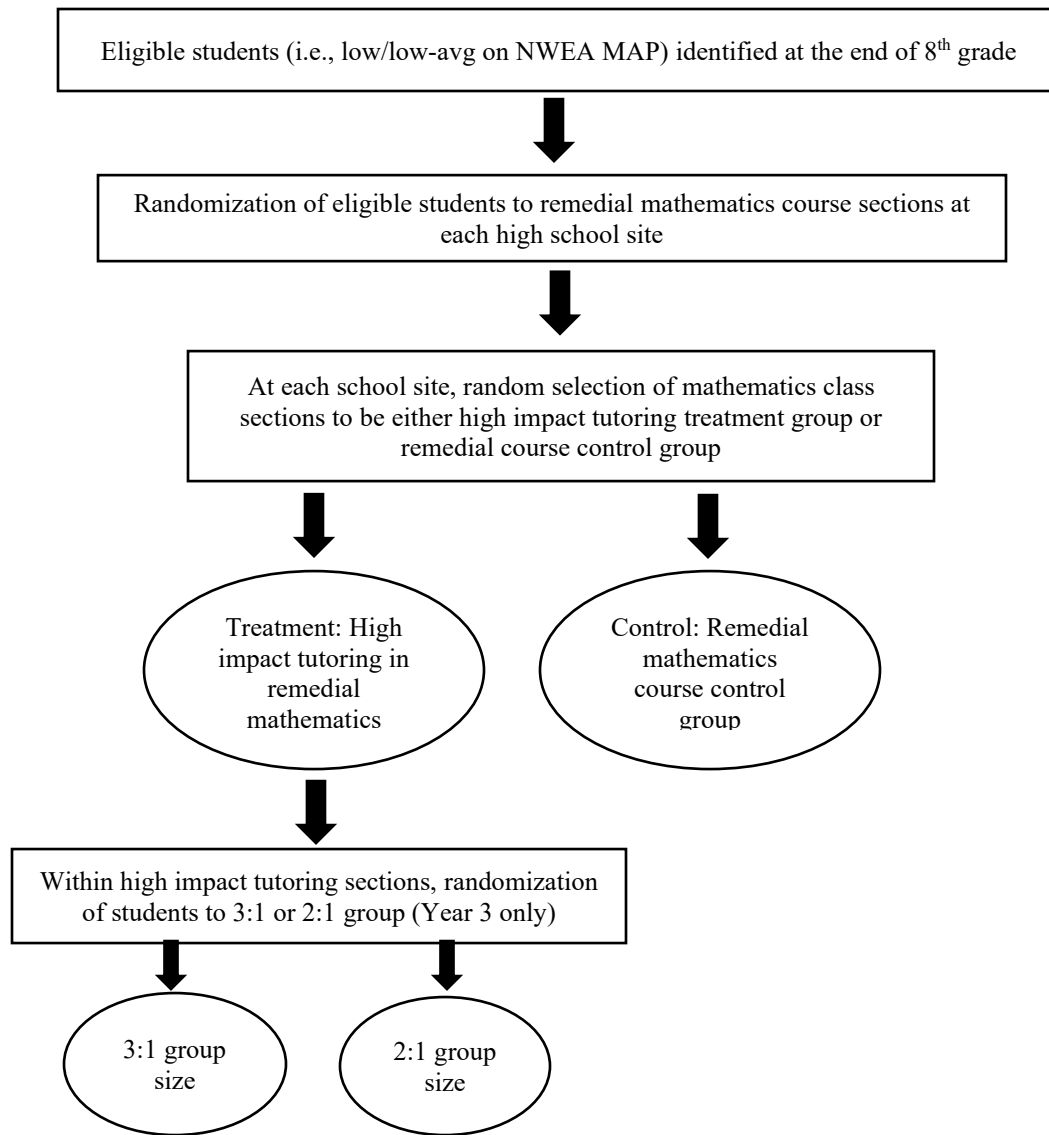 Eligible students (i.e., low/low-avg on NWEA MAP) identified at the end of 8th grade
Randomization of eligible students to remedial mathematics course sections at
each high school site
At each school site, random selection of mathematics class
sections to be either high impact tutoring treatment group or
remedial course control group
Treatment: High
impact tutoring in
remedial
mathematics
Control: Remedial
mathematics
course control
group
Within high impact tutoring sections, randomization
of students to 3:1 or 2:1 group (Year 3 only)
3:1 group
size
2:1 group
size